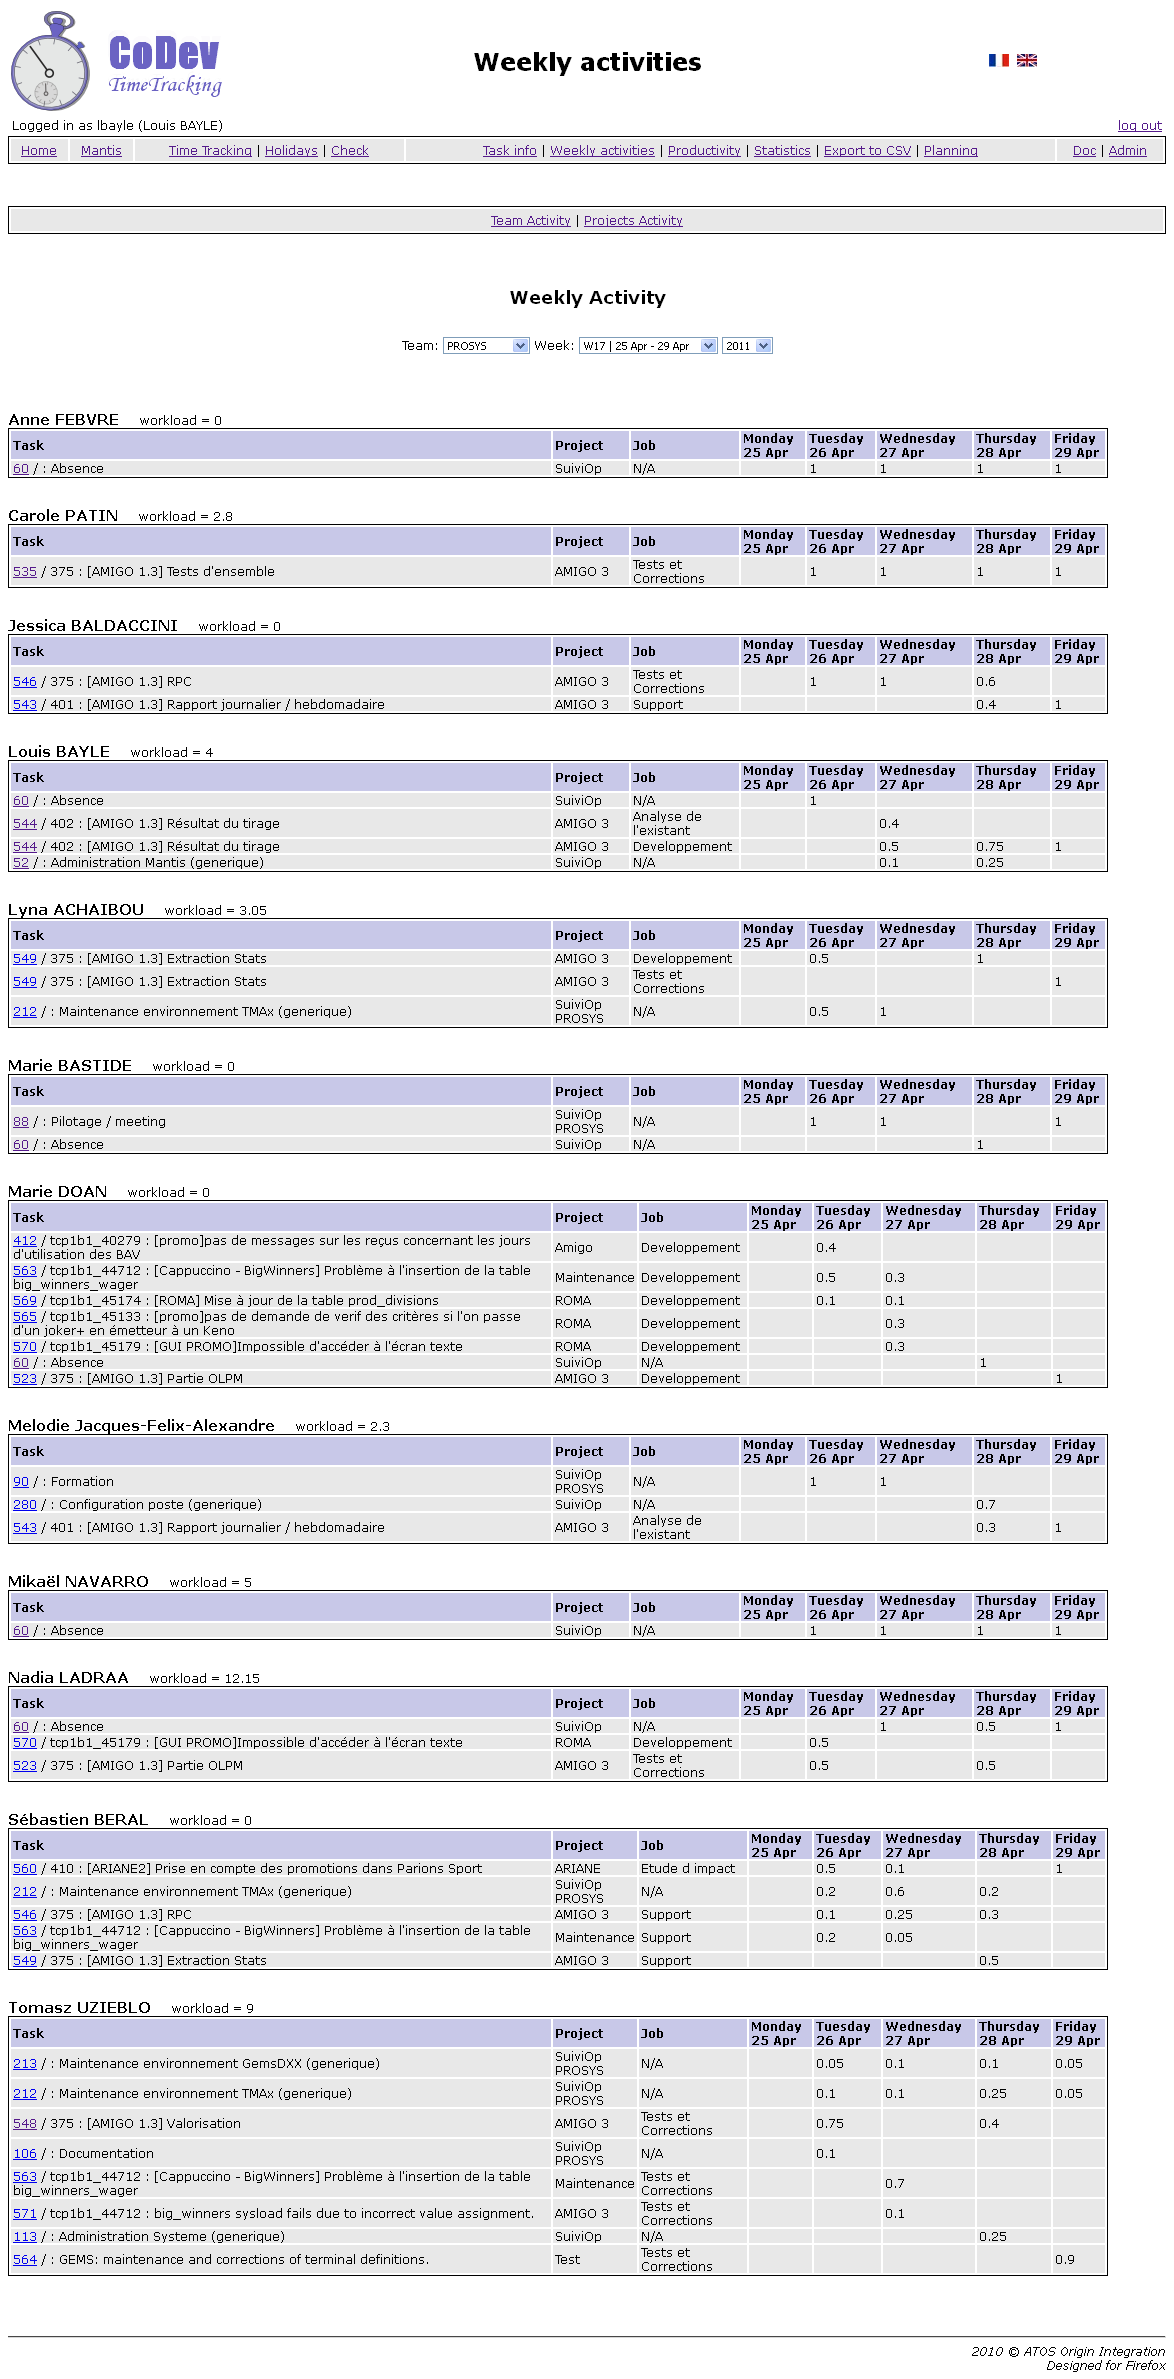 CoDev
TimeTracking
Weekly activities
Logged in as lbayle (Louis BAYLE)
log out
Home Mantis Time Tracking | Holidays | Check Task info | Weekly activities | Productivity | Statistics | Export to CSV | Planning Doc | Admin
Team Activity | Projects Activity
Weekly Activity
Team: PROSYS Week: W17 | 25 Apr - 29 Apr 2011
Anne FEBVRE workload = 0
Task Project Job Monday 25 Apr Tuesday 26 Apr Wednesday 27 Apr Thursday 28 Apr Friday 29 Apr
60 / : Absence SuiviOp N/A 1 1 1 1
Carole PATIN workload = 2.8
Task Project Job Monday 25 Apr Tuesday 26 Apr Wednesday 27 Apr Thursday 28 Apr Friday 29 Apr
535 / 375 : [AMIGO 1.3] Tests d'ensemble AMIGO 3 Tests et Corrections 1 1 1 1
Jessica BALDACCINI workload = 0
Task Project Job Monday 25 Apr Tuesday 26 Apr Wednesday 27 Apr Thursday 28 Apr Friday 29 Apr
546 / 375 : [AMIGO 1.3] RPC AMIGO 3 Tests et Corrections 1 1 0.6
543 / 401 : [AMIGO 1.3] Rapport journalier / hebdomadaire AMIGO 3 Support 0.4 1
Louis BAYLE workload = 4
Task Project Job Monday 25 Apr Tuesday 26 Apr Wednesday 27 Apr Thursday 28 Apr Friday 29 Apr
60 / : Absence SuiviOp N/A 1
544 / 402 : [AMIGO 1.3] Résultat du tirage AMIGO 3 Analyse de l'existant 0.4
544 / 402 : [AMIGO 1.3] Résultat du tirage AMIGO 3 Developpement 0.5 0.75 1
52 / : Administration Mantis (generique) SuiviOp N/A 0.1 0.25
Lyna ACHAIBOU workload = 3.05
Task Project Job Monday 25 Apr Tuesday 26 Apr Wednesday 27 Apr Thursday 28 Apr Friday 29 Apr
549 / 375 : [AMIGO 1.3] Extraction Stats AMIGO 3 Developpement 0.5 1
549 / 375 : [AMIGO 1.3] Extraction Stats AMIGO 3 Tests et Corrections 1
212 / : Maintenance environnement TMAx (generique) SuiviOp PROSYS N/A 0.5 1
Marie BASTIDE workload = 0
Task Project Job Monday 25 Apr Tuesday 26 Apr Wednesday 27 Apr Thursday 28 Apr Friday 29 Apr
88 / : Pilotage / meeting SuiviOp PROSYS N/A 1 1 1
60 / : Absence SuiviOp N/A 1
Marie DOAN workload = 0
Task Project Job Monday 25 Apr Tuesday 26 Apr Wednesday 27 Apr Thursday 28 Apr Friday 29 Apr
412 / tcp1b1_40279 : [promo]pas de messages sur les reçus concernant les jours d'utilisation des BAV Amigo Developpement 0.4
563 / tcp1b1_44712 : [Cappuccino - BigWinners] Problème à l'insertion de la table big_winners_wager Maintenance Developpement 0.5 0.3
569 / tcp1b1_45174 : [ROMA] Mise à jour de la table prod_divisions ROMA Developpement 0.1 0.1
565 / tcp1b1_45133 : [promo]pas de demande de verif des critères si l'on passe d'un joker+ en émetteur à un Keno ROMA Developpement 0.3
570 / tcp1b1_45179 : [GUI PROMO]Impossible d'accéder à l'écran texte ROMA Developpement 0.3
60 / : Absence SuiviOp N/A 1
523 / 375 : [AMIGO 1.3] Partie OLPM AMIGO 3 Developpement 1
Melodie Jacques-Felix-Alexandre workload = 2.3
Task Project Job Monday 25 Apr Tuesday 26 Apr Wednesday 27 Apr Thursday 28 Apr Friday 29 Apr
90 / : Formation SuiviOp PROSYS N/A 1 1
280 / : Configuration poste (generique) SuiviOp N/A 0.7
543 / 401 : [AMIGO 1.3] Rapport journalier / hebdomadaire AMIGO 3 Analyse de l'existant 0.3 1
Mikaël NAVARRO workload = 5
Task Project Job Monday 25 Apr Tuesday 26 Apr Wednesday 27 Apr Thursday 28 Apr Friday 29 Apr
60 / : Absence SuiviOp N/A 1 1 1 1
Nadia LADRAA workload = 12.15
Task Project Job Monday 25 Apr Tuesday 26 Apr Wednesday 27 Apr Thursday 28 Apr Friday 29 Apr
60 / : Absence SuiviOp N/A 1 0.5 1
570 / tcp1b1_45179 : [GUI PROMO]Impossible d'accéder à l'écran texte ROMA Developpement 0.5
523 / 375 : [AMIGO 1.3] Partie OLPM AMIGO 3 Tests et Corrections 0.5 0.5
Sébastien BERAL workload = 0
Task Project Job Monday 25 Apr Tuesday 26 Apr Wednesday 27 Apr Thursday 28 Apr Friday 29 Apr
560 / 410 : [ARIANE2] Prise en compte des promotions dans Parions Sport ARIANE Etude d impact 0.5 0.1 1
212 / : Maintenance environnement TMAx (generique) SuiviOp PROSYS N/A 0.2 0.6 0.2
546 / 375 : [AMIGO 1.3] RPC AMIGO 3 Support 0.1 0.25 0.3
563 / tcp1b1_44712 : [Cappuccino - BigWinners] Problème à l'insertion de la table big_winners_wager Maintenance Support 0.2 0.05
549 / 375 : [AMIGO 1.3] Extraction Stats AMIGO 3 Support 0.5
Tomasz UZIEBLO workload = 9
Task Project Job Monday 25 Apr Tuesday 26 Apr Wednesday 27 Apr Thursday 28 Apr Friday 29 Apr
213 / : Maintenance environnement GemsDXX (generique) SuiviOp PROSYS N/A 0.05 0.1 0.1 0.05
212 / : Maintenance environnement TMAx (generique) SuiviOp PROSYS N/A 0.1 0.1 0.25 0.05
548 / 375 : [AMIGO 1.3] Valorisation AMIGO 3 Tests et Corrections 0.75 0.4
106 / : Documentation SuiviOp PROSYS N/A 0.1
563 / tcp1b1_44712 : [Cappuccino - BigWinners] Problème à l'insertion de la table big_winners_wager Maintenance Tests et Corrections 0.7
571 / tcp1b1_44712 : big_winners sysload fails due to incorrect value assignment. AMIGO 3 Tests et Corrections 0.1
113 / : Administration Systeme (generique) SuiviOp N/A 0.25
564 / : GEMS: maintenance and corrections of terminal definitions. Test Tests et Corrections 0.9
2010 © ATOS Origin Integration
Designed for Firefox